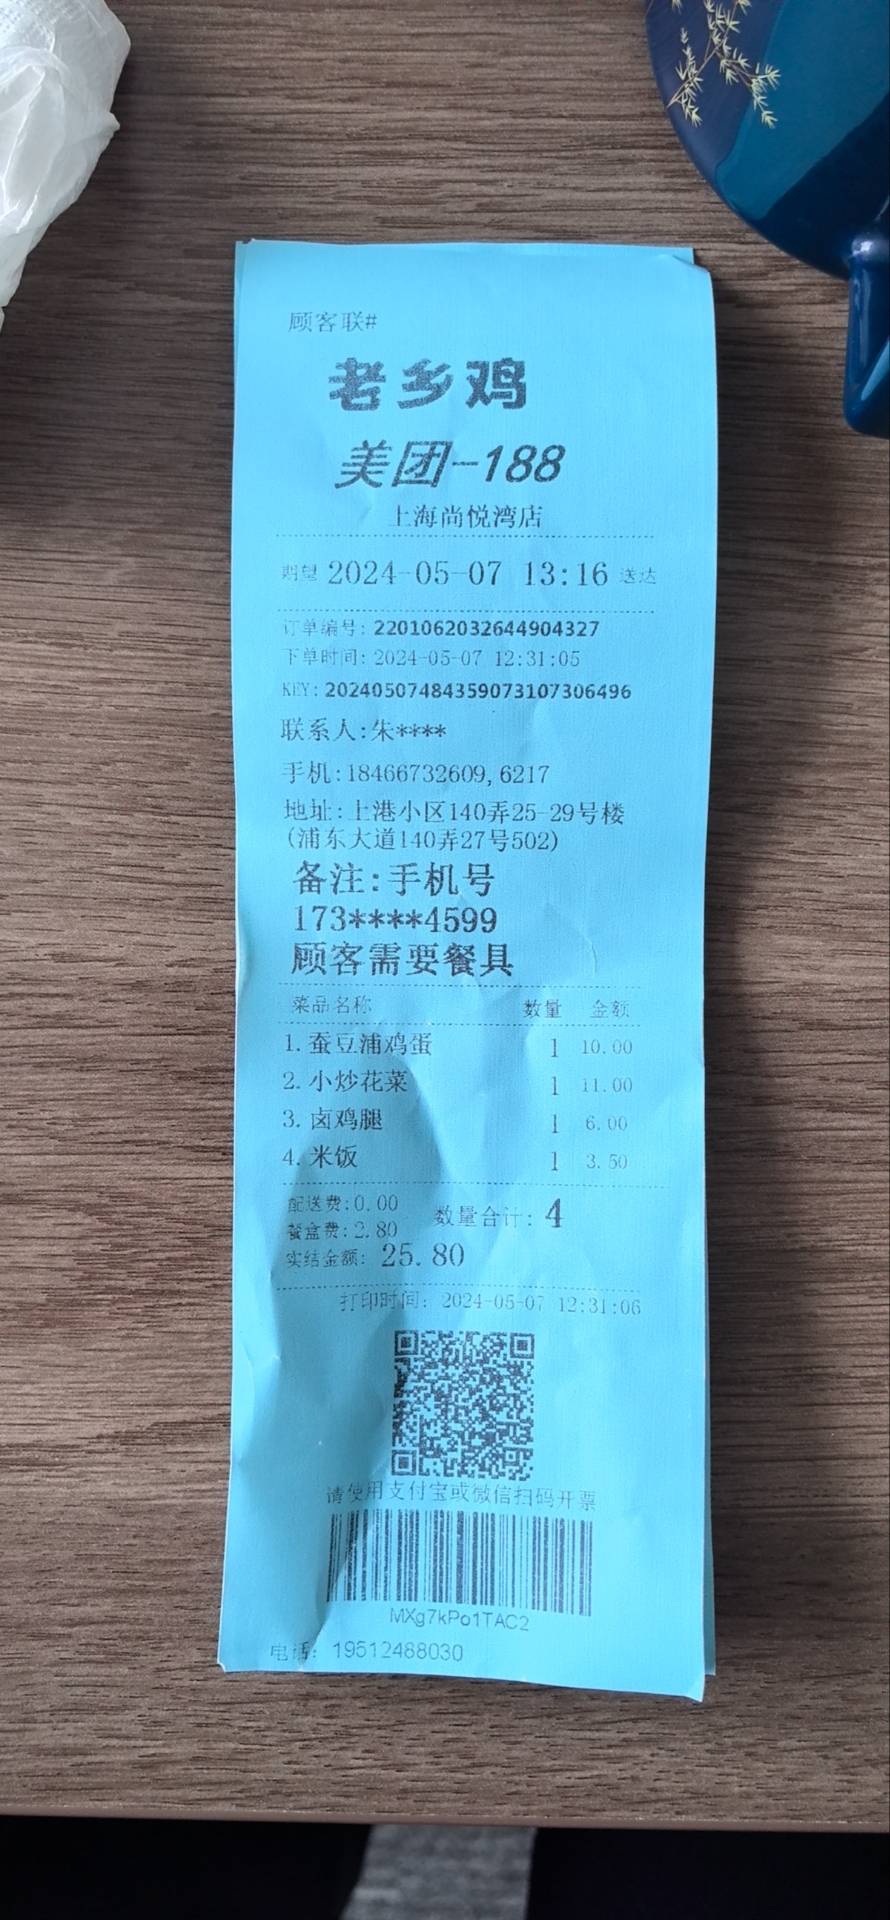 顾客联#
老乡鸡
美团-188
上海尚悦湾店
期望 2024-05-07 13:16 送达
订单编号: 2201062032644904327
下单时间: 2024-05-07 12:31:05
KEY: 20240507484359073107306496
联系人:朱****
手机:18466732609,6217
地址:上港小区140弄25-29号楼
(浦东大道140弄27号502)
备注:手机号
173****4599
顾客需要餐具
菜品名称 数量 金额
1. 蚕豆浦鸡蛋 1 10.00
2. 小炒花菜 1 11.00
3. 卤鸡腿 1 6.00
4. 米饭 1 3.50
配送费:0.00
餐盒费:2.80
数量合计: 4
实结金额: 25.80
打印时间: 2024-05-07 12:31:06
请使用支付宝或微信扫码开票
MXg7kPo1TAC2
电话: 19512488030